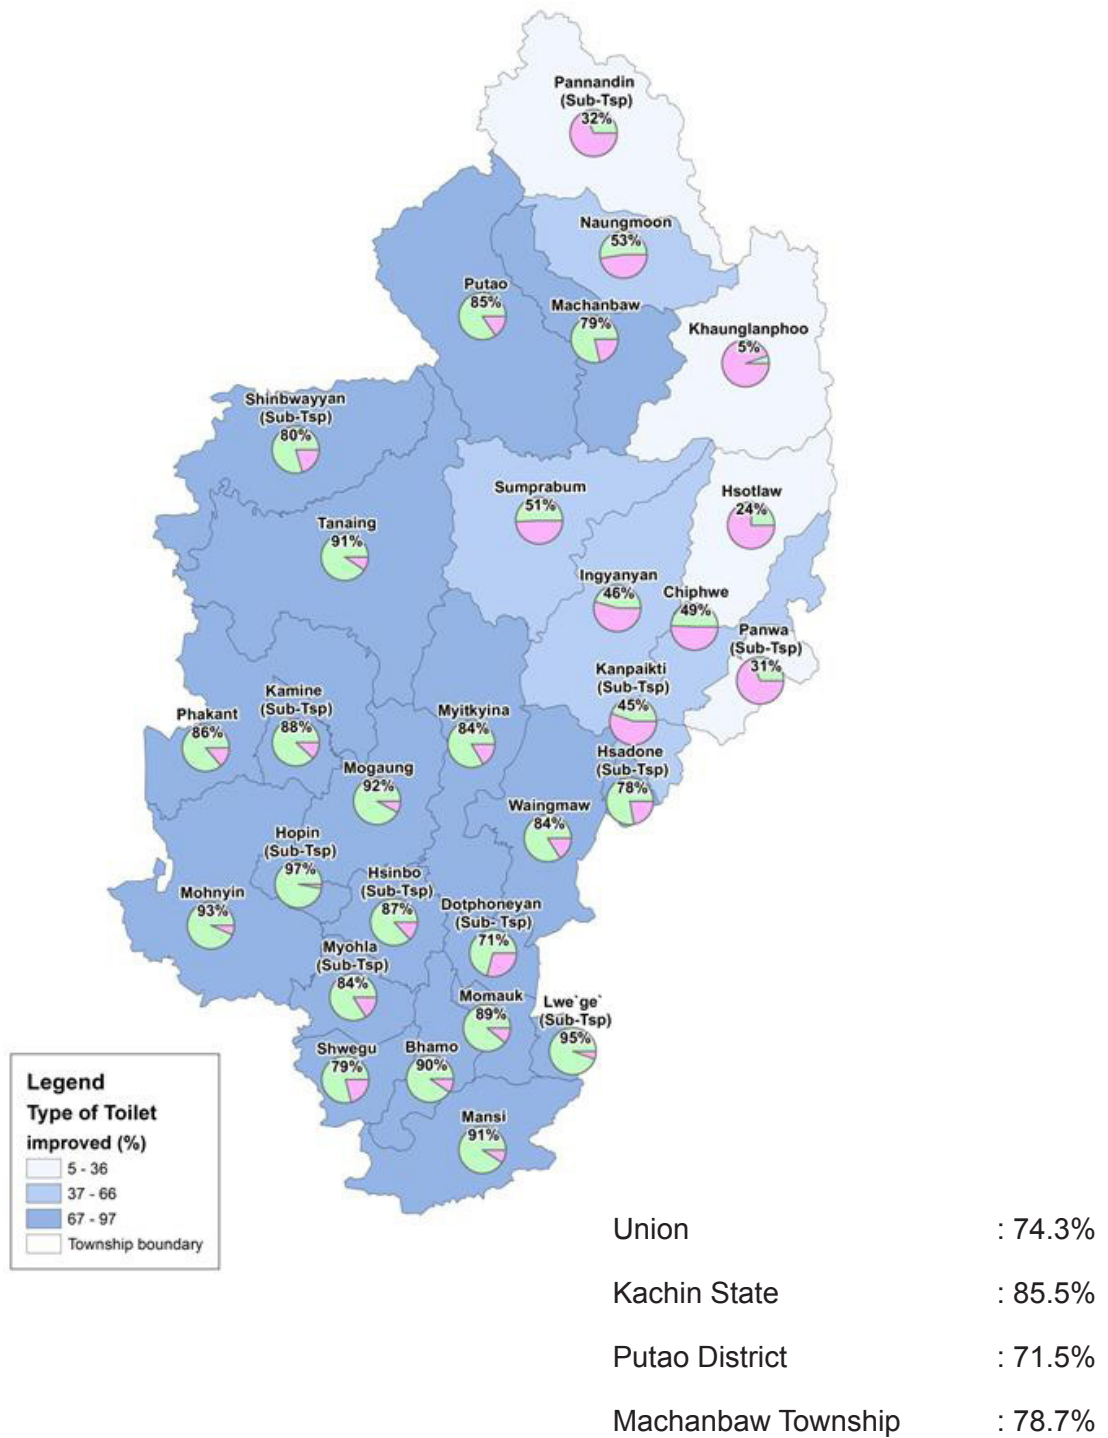 Pannandin
(Sub-Tsp)
32%
Naungmoon
53%
Putao
85%
Machanbaw
79%
Khaunglanphoo
5%
Shinbwayyan
(Sub-Tsp)
80%
Sumprabum
51%
Hsotlaw
24%
Tanaing
91%
Ingyanyan
46%
Chiphwe
49%
Panwa
(Sub-Tsp)
31%
Kanpaikti
(Sub-Tsp)
45%
Kamine
(Sub-Tsp)
88%
Phakant
86%
Myitkyina
84%
Hsadone
(Sub-Tsp)
78%
Mogaung
92%
Waingmaw
84%
Hopin
(Sub-Tsp)
97%
Hsinbo
(Sub-Tsp)
87%
Mohnyin
93%
Dotphoneyan
(Sub- Tsp)
71%
Myohla
(Sub-Tsp)
84%
Momauk
89%
Lwe`ge`
(Sub-Tsp)
95%
Shwegu
79%
Bhamo
90%
Mansi
91%
Legend
Type of Toilet
improved (%)
5 - 36
37 - 66
67 - 97
Township boundary
Union : 74.3%
Kachin State : 85.5%
Putao District : 71.5%
Machanbaw Township : 78.7%